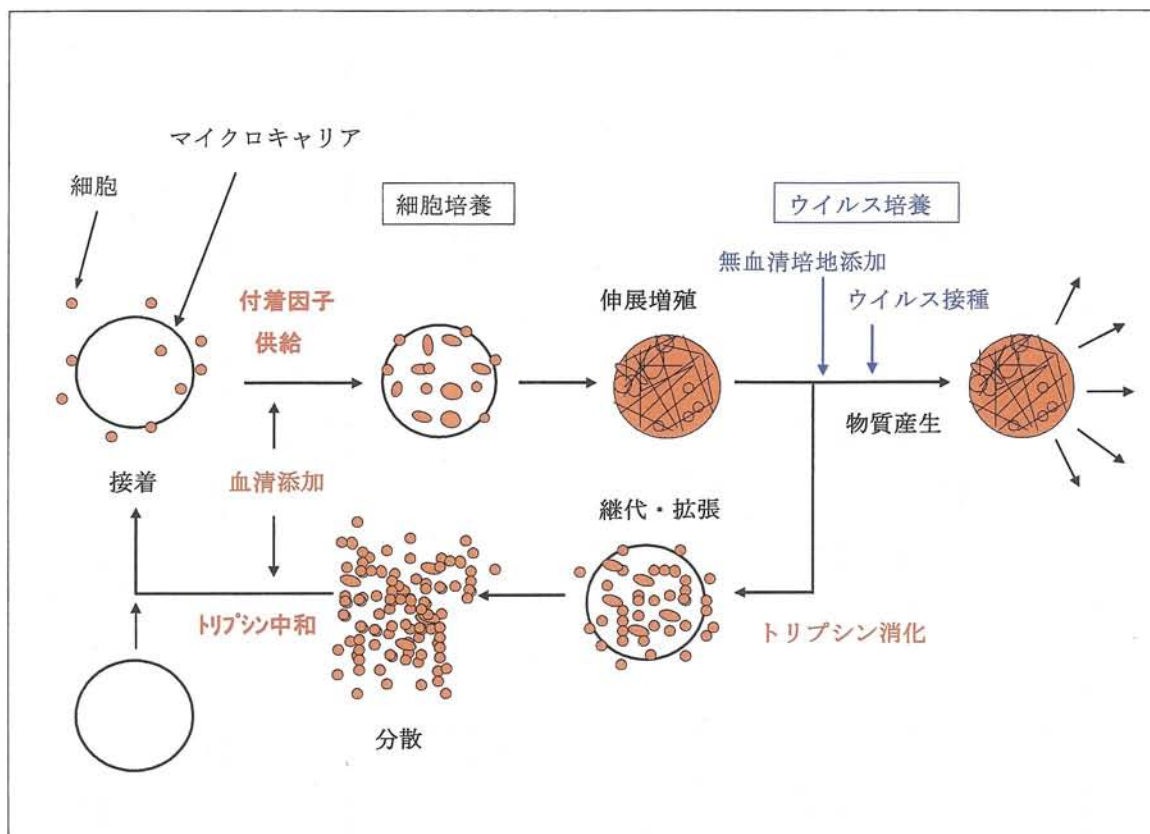 マイクロキャリア
細胞
細胞培養
ウイルス培養
無血清培地添加
付着因子
供給
伸展増殖
ウイルス接種
物質産生
接着
血清添加
継代・拡張
トリプシン中和
トリプシン消化
分散